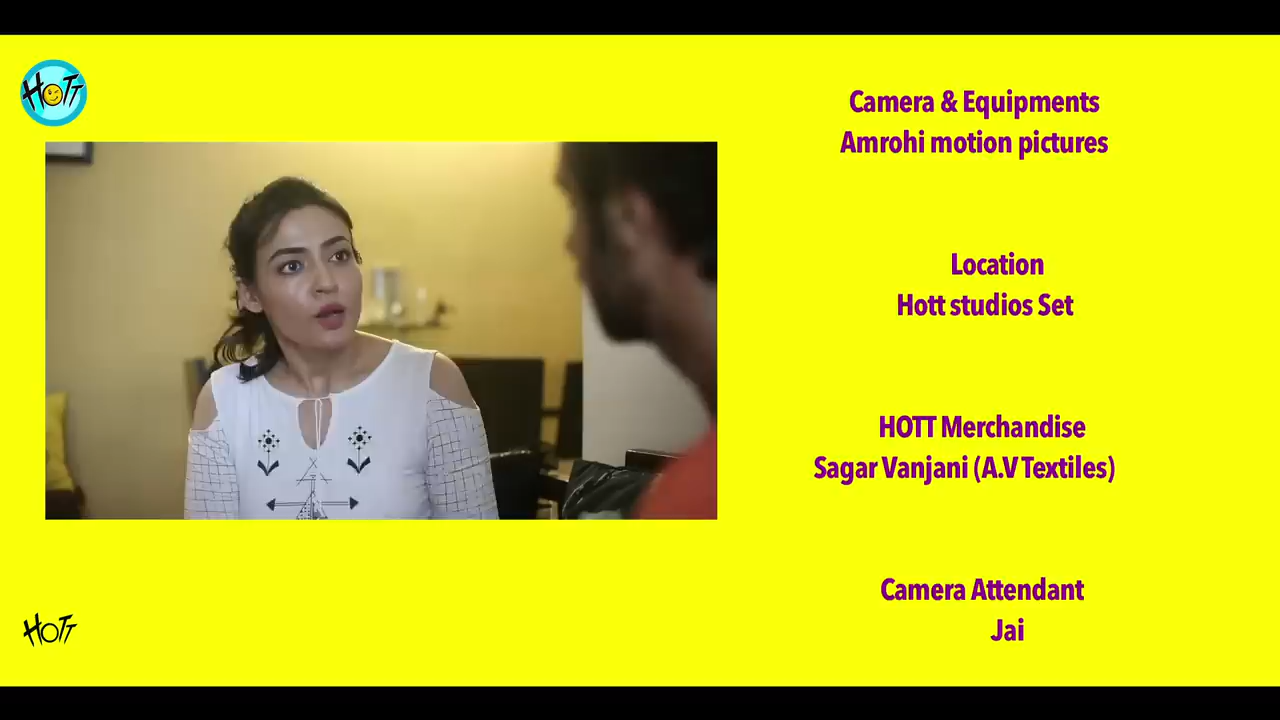 HOTT
Camera & Equipments
Amrohi motion pictures
Location
Hott studios Set
HOTT Merchandise
Sagar Vanjani (A.V Textiles)
Camera Attendant
Jai
HOTT